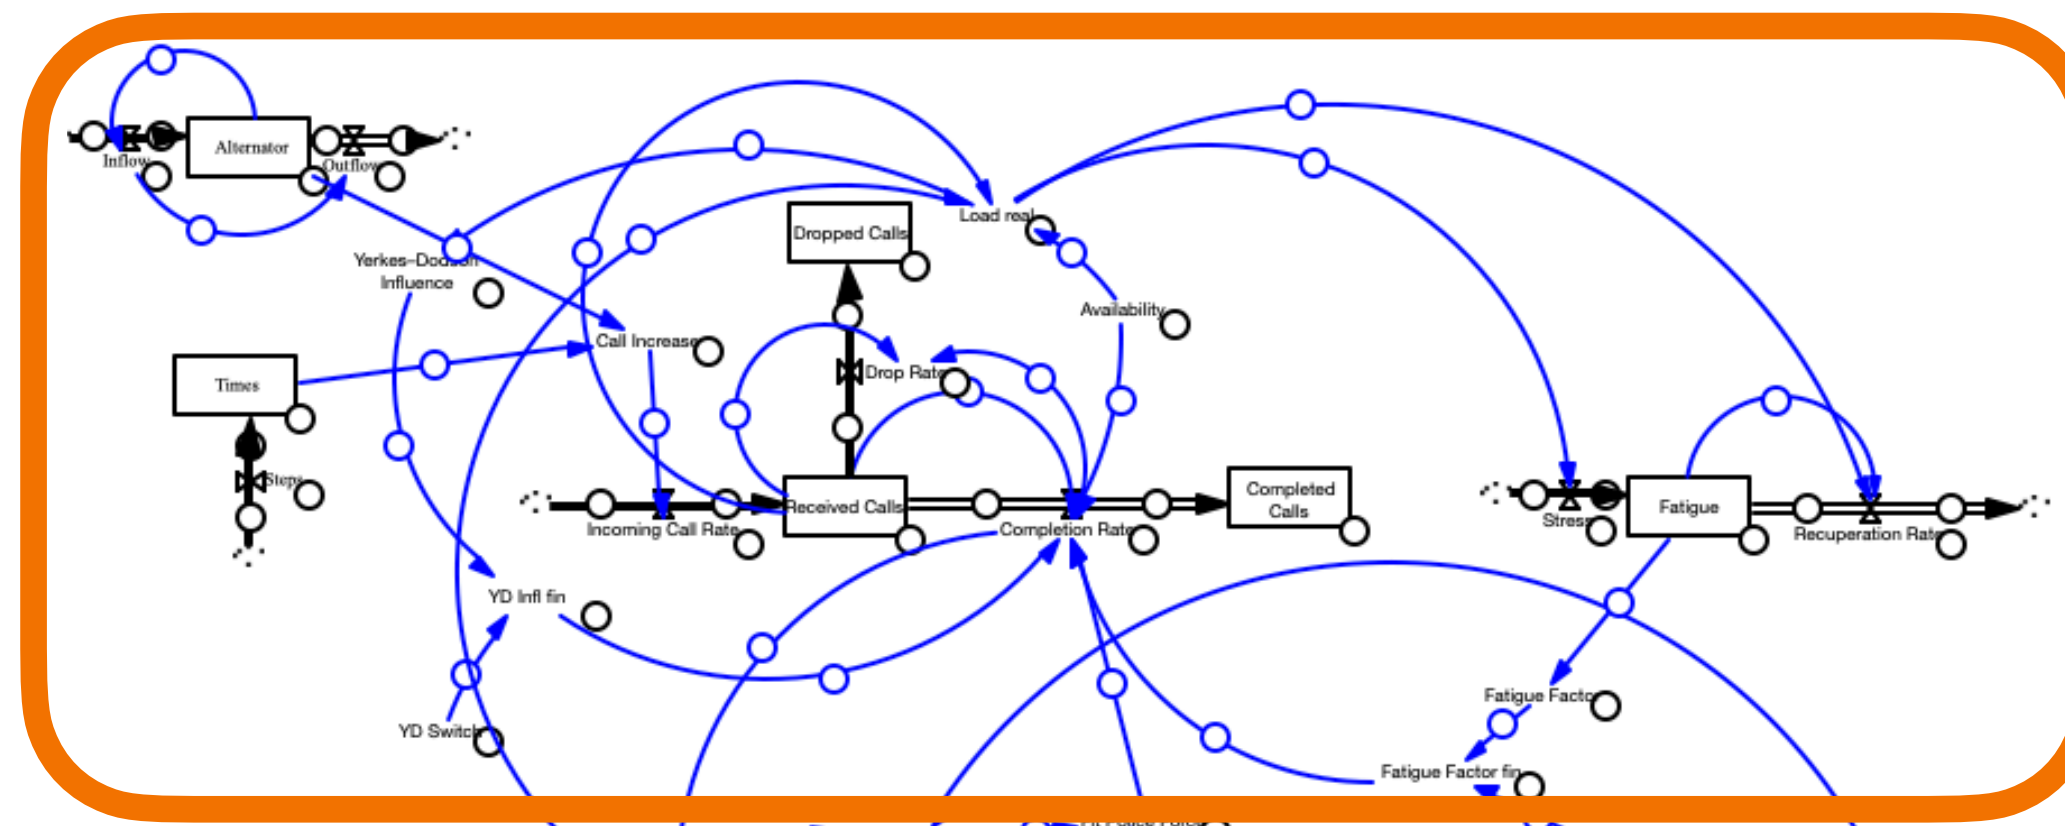 Alternator
Inflow
Outflow
Load real
Dropped Calls
Yerkes-Dodson
Influence
Availability
Call Increase
Drop Rate
Times
Steps
Received Calls
Completed
Calls
Incoming Call Rate
Completion Rate
Stress
Fatigue
Recuperation Rate
YD Infl fin
Fatigue Factor
YD Switch
Fatigue Factor fin